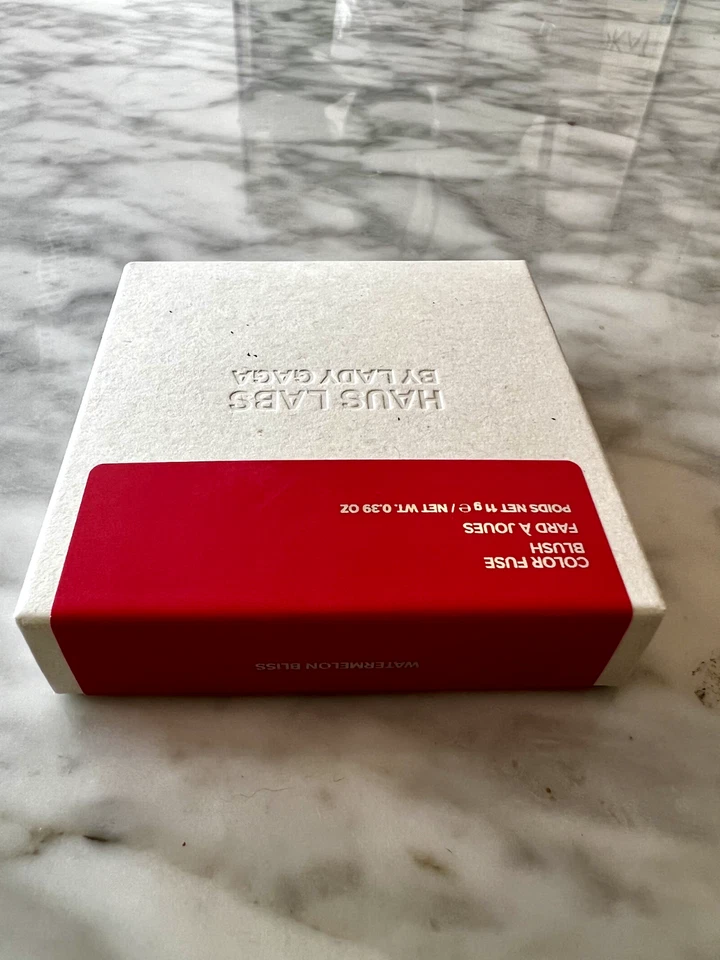 HAUS LABS
BY LADY GAGA
COLOR FUSE
BLUSH
FARD À JOUES
POIDS NET 11 g ℮ / NET WT. 0.39 OZ
WATERMELON BLISS